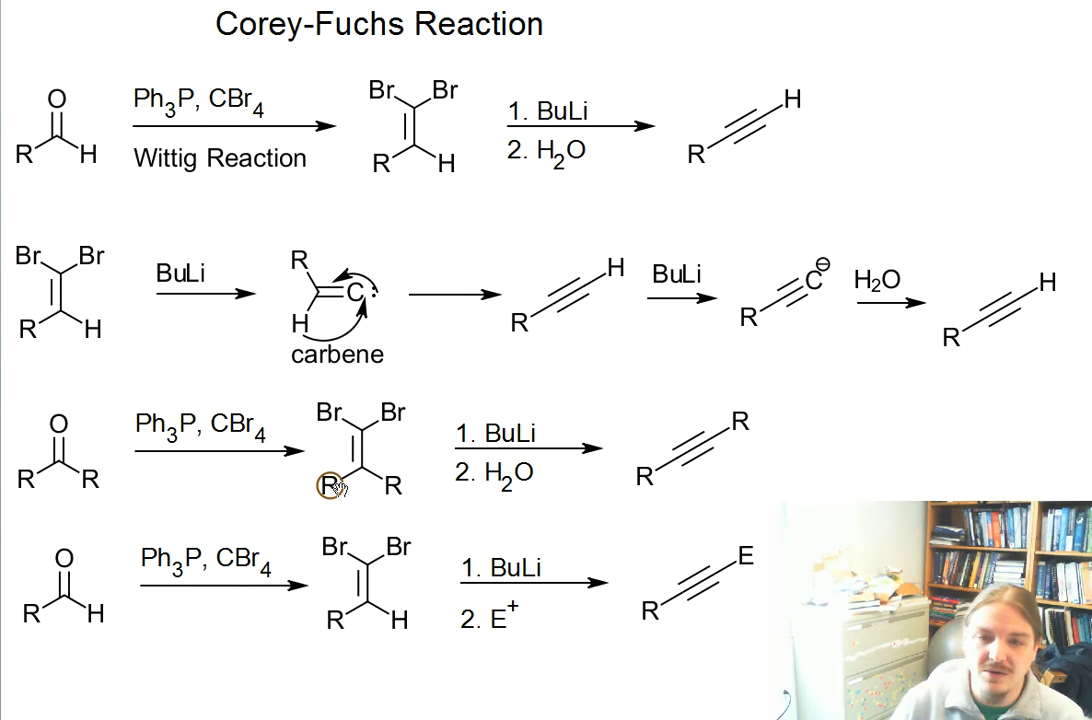 Corey-Fuchs Reaction
O
R H
Ph3P, CBr4
Wittig Reaction
Br Br
R H
1. BuLi
2. H2O
H
R
Br Br
R H
BuLi
R
C:
H
carbene
H
R
BuLi
C⊖
R
H2O
H
R
O
R R
Ph3P, CBr4
Br Br
R R
1. BuLi
2. H2O
R
R
O
R H
Ph3P, CBr4
Br Br
R H
1. BuLi
2. E+
E
R